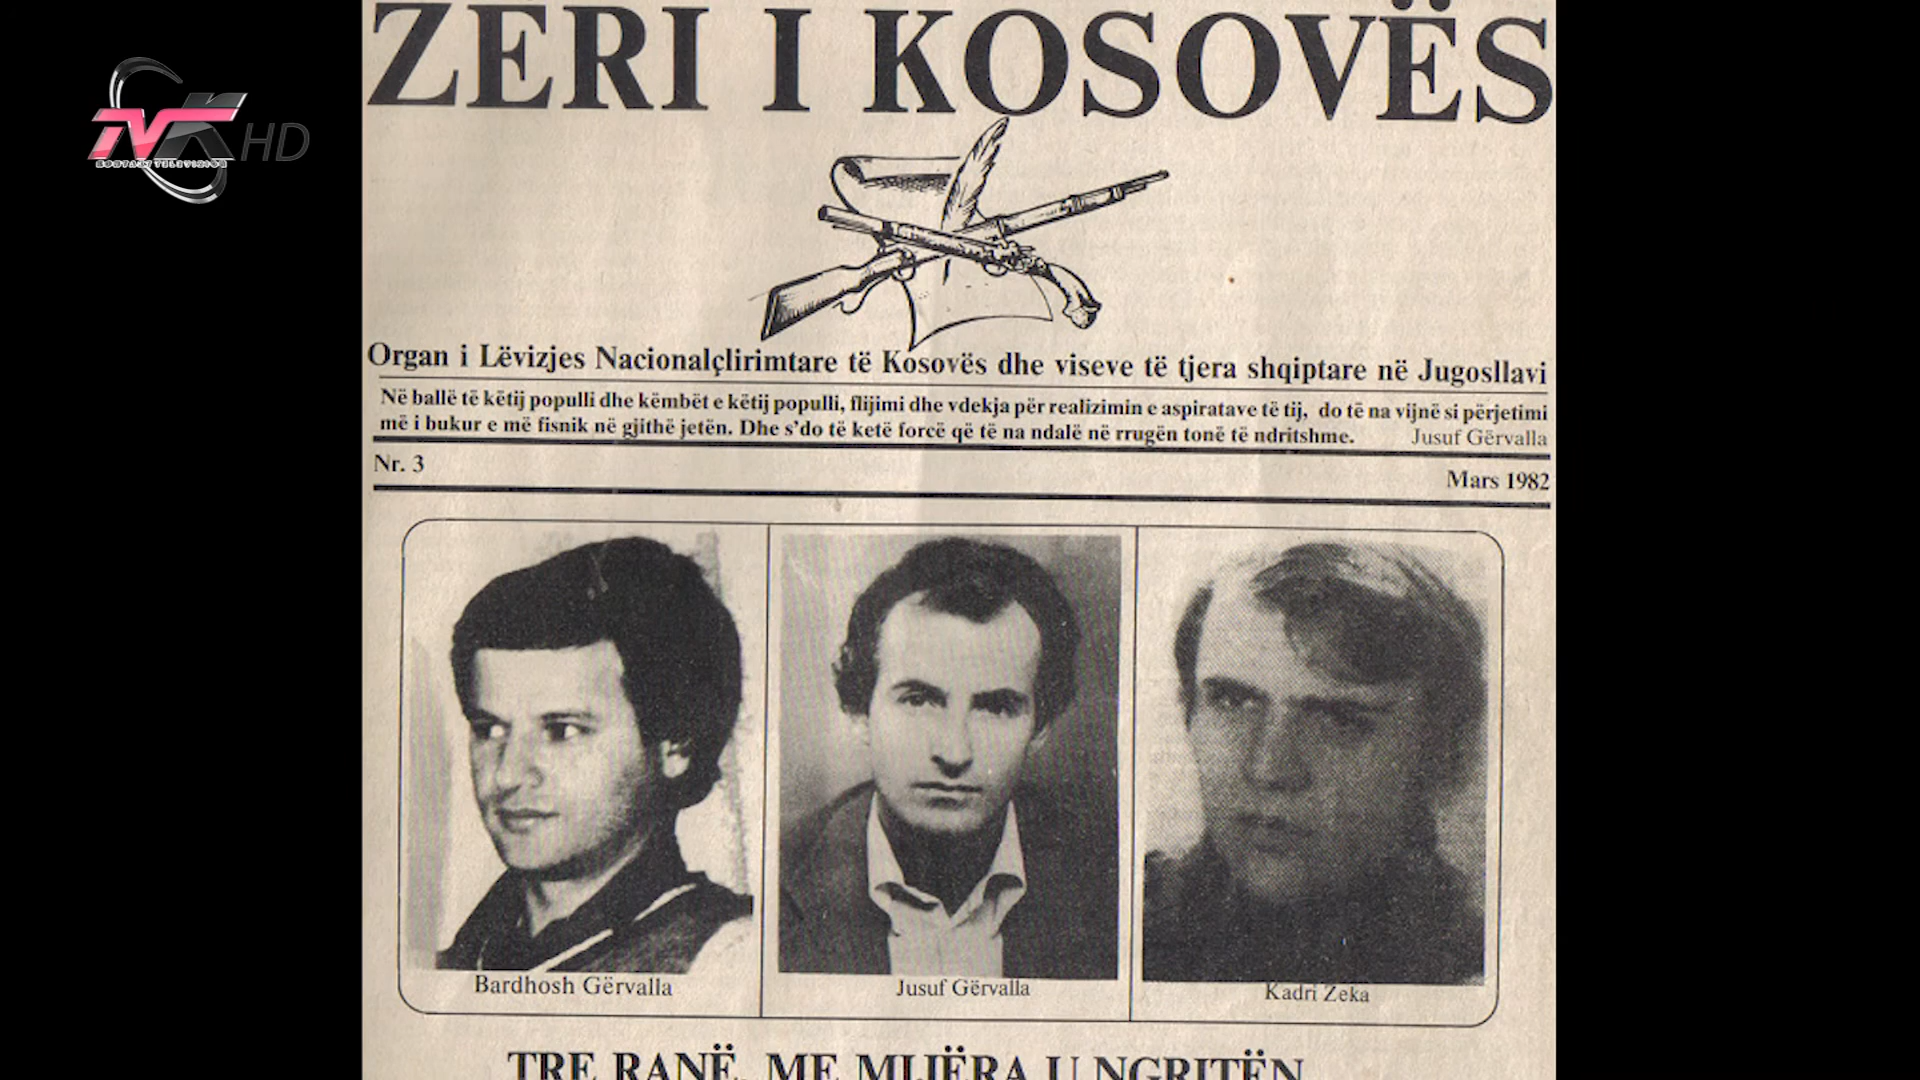 ZËRI I KOSOVËS
TVK HD
KONTAKT TELEVIZION
Organ i Lëvizjes Nacionalçlirimtare të Kosovës dhe viseve të tjera shqiptare në Jugosllavi
Në ballë të këtij populli dhe këmbët e këtij populli, flijimi dhe vdekja për realizimin e aspiratave të tij, do të na vijnë si përjetimi
më i bukur e më fisnik në gjithë jetën. Dhe s'do të ketë forcë që të na ndalë në rrugën tonë të ndritshme. Jusuf Gërvalla
Nr. 3
Mars 1982
Bardhosh Gërvalla
Jusuf Gërvalla
Kadri Zeka
TRE RANË, ME MIJËRA U NGRITËN